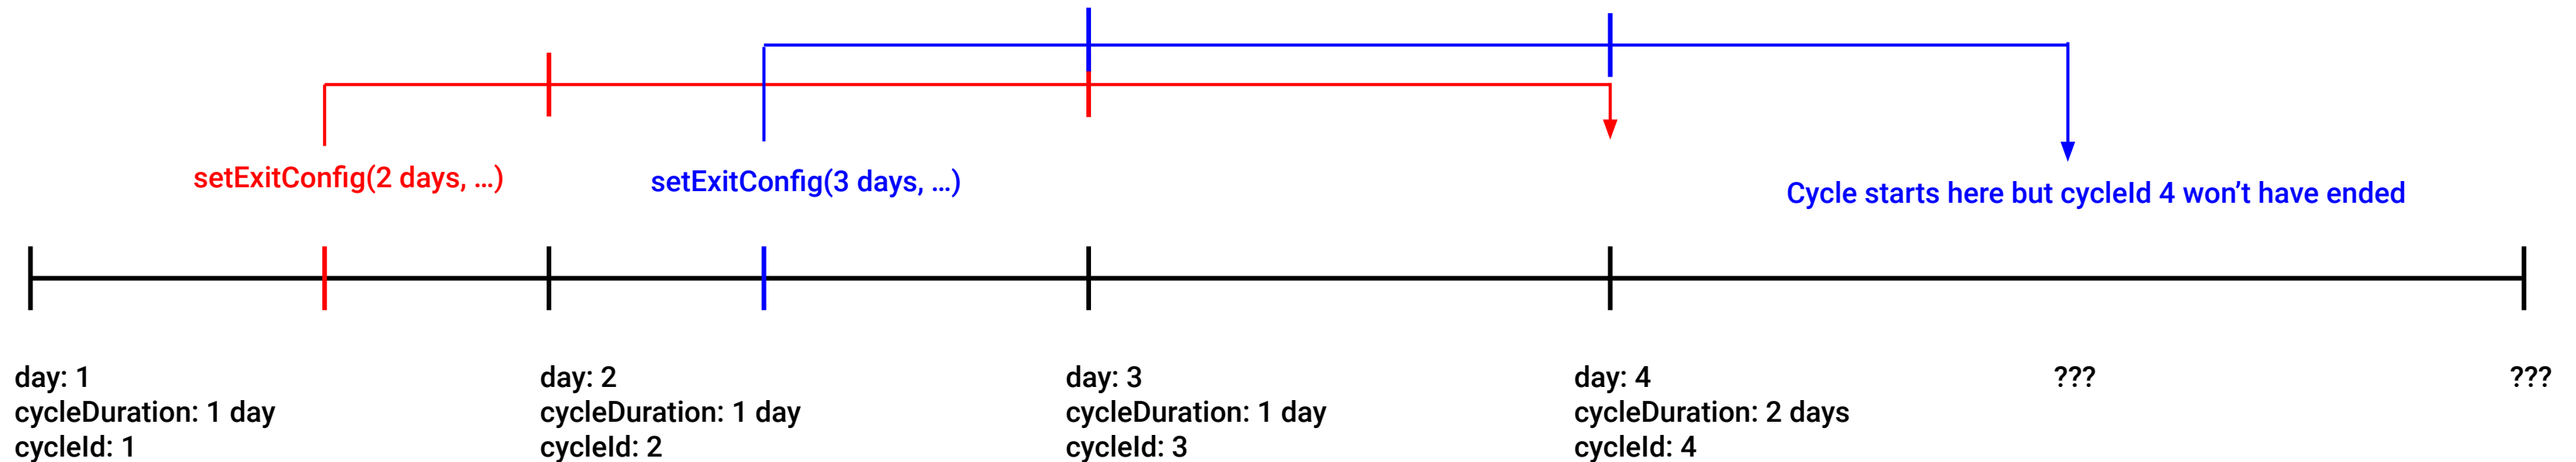 setExitConfig(2 days, …)
setExitConfig(3 days, …)
Cycle starts here but cycleId 4 won’t have ended
day: 1
cycleDuration: 1 day
cycleId: 1
day: 2
cycleDuration: 1 day
cycleId: 2
day: 3
cycleDuration: 1 day
cycleId: 3
day: 4
cycleDuration: 2 days
cycleId: 4
???
???